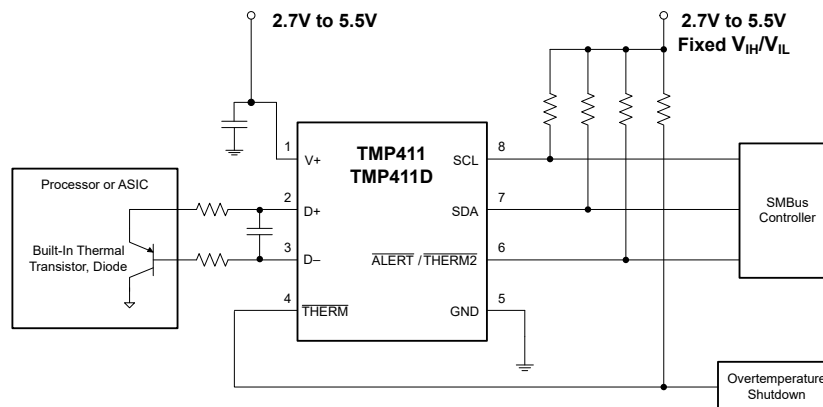 2.7V to 5.5V
2.7V to 5.5V
Fixed VIH/VIL
TMP411
TMP411D
1
V+
SCL
8
Processor or ASIC
2
D+
SDA
7
SMBus
Controller
Built-In Thermal
Transistor, Diode
3
D−
ALERT / THERM2
6
4
THERM
GND
5
Overtemperature
Shutdown